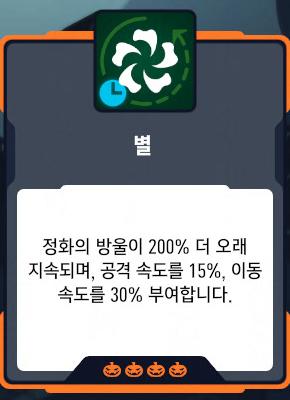 별
정화의 방울이 200% 더 오래
지속되며, 공격 속도를 15%, 이동
속도를 30% 부여합니다.